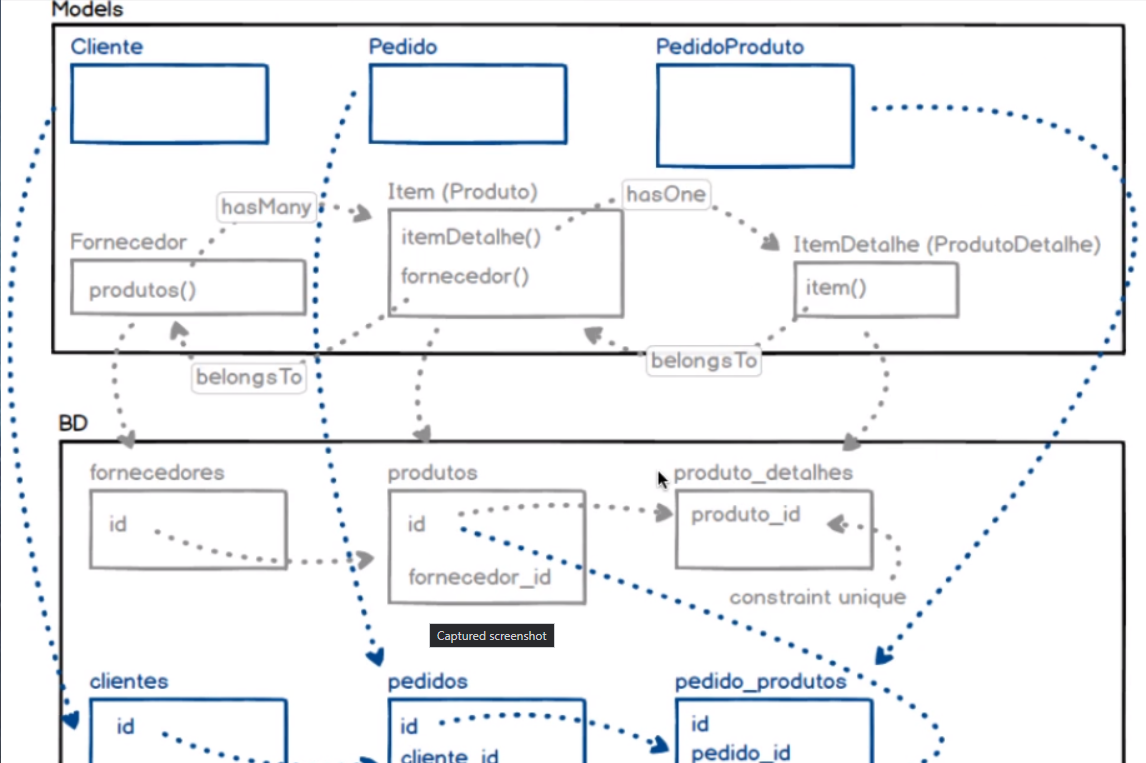 Models
Cliente
Pedido
PedidoProduto
Item (Produto)
hasOne
hasMany
itemDetalhe()
Fornecedor
ItemDetalhe (ProdutoDetalhe)
fornecedor()
produtos()
item()
belongsTo
belongsTo
BD
fornecedores
produtos
produto_detalhes
id
id
produto_id
fornecedor_id
constraint unique
Captured screenshot
clientes
pedidos
pedido_produtos
id
id
id
cliente_id
pedido_id